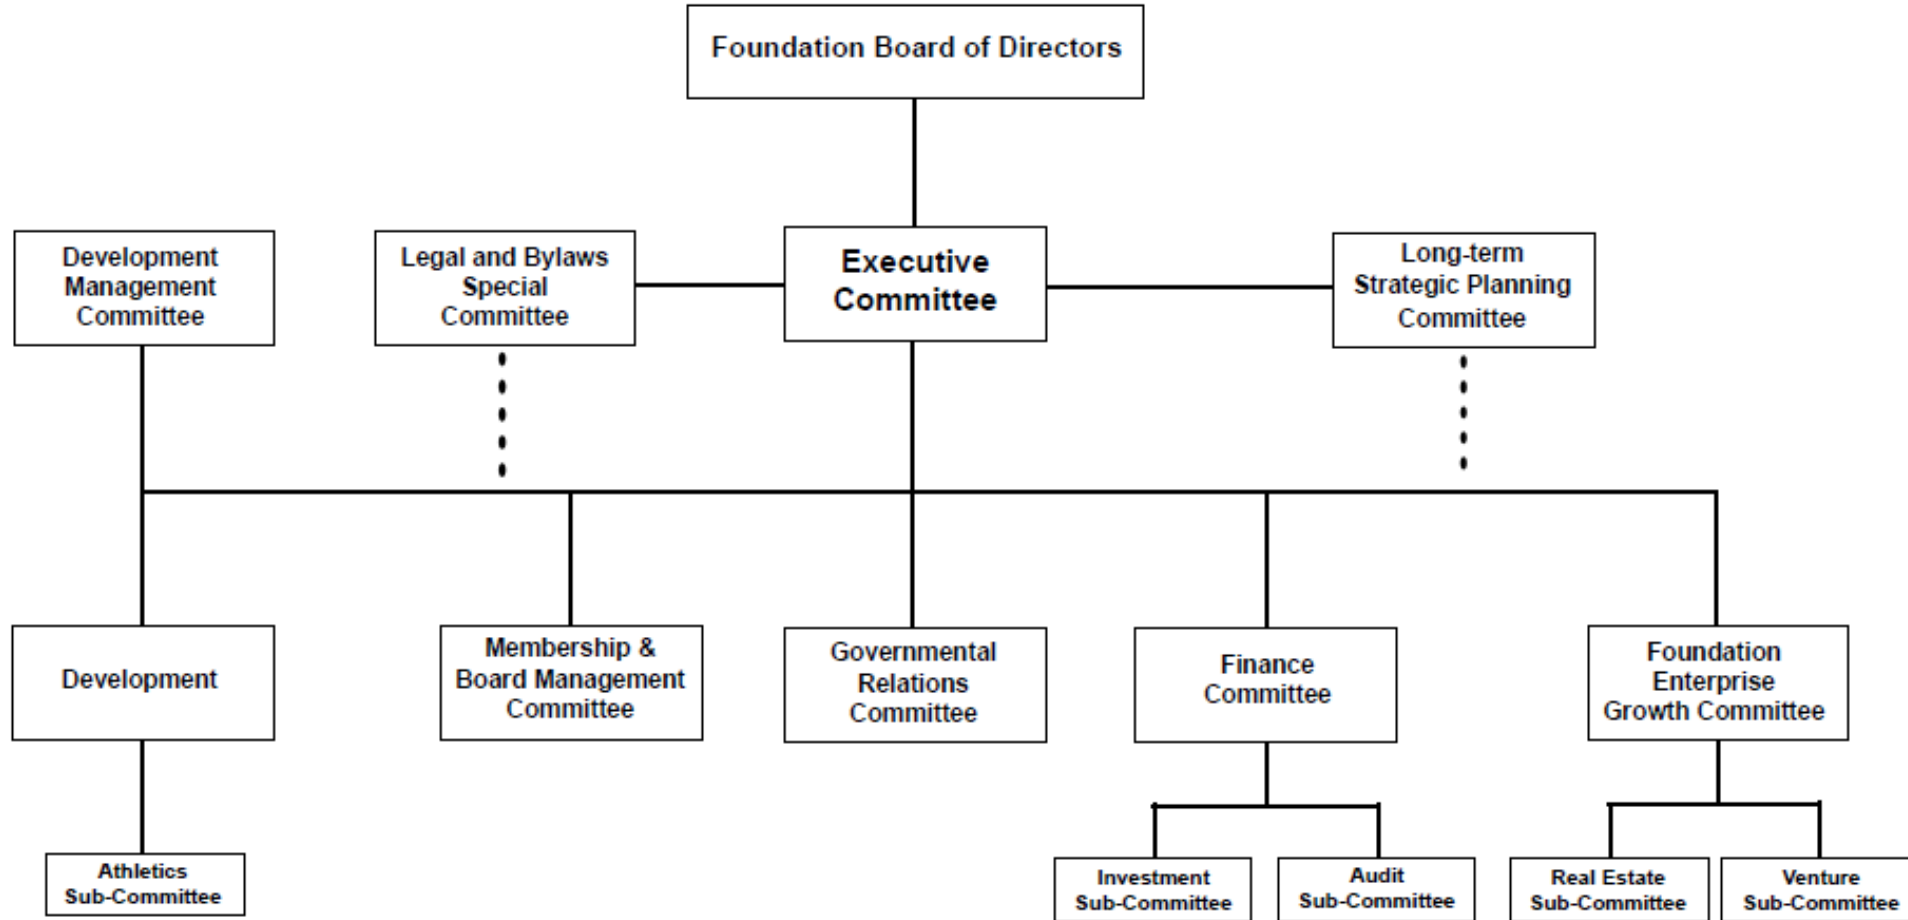 Foundation Board of Directors
Development
Management
Committee
Legal and Bylaws
Special
Committee
Executive
Committee
Long-term
Strategic Planning
Committee
Development
Membership &
Board Management
Committee
Governmental
Relations
Committee
Finance
Committee
Foundation
Enterprise
Growth Committee
Athletics
Sub-Committee
Investment
Sub-Committee
Audit
Sub-Committee
Real Estate
Sub-Committee
Venture
Sub-Committee